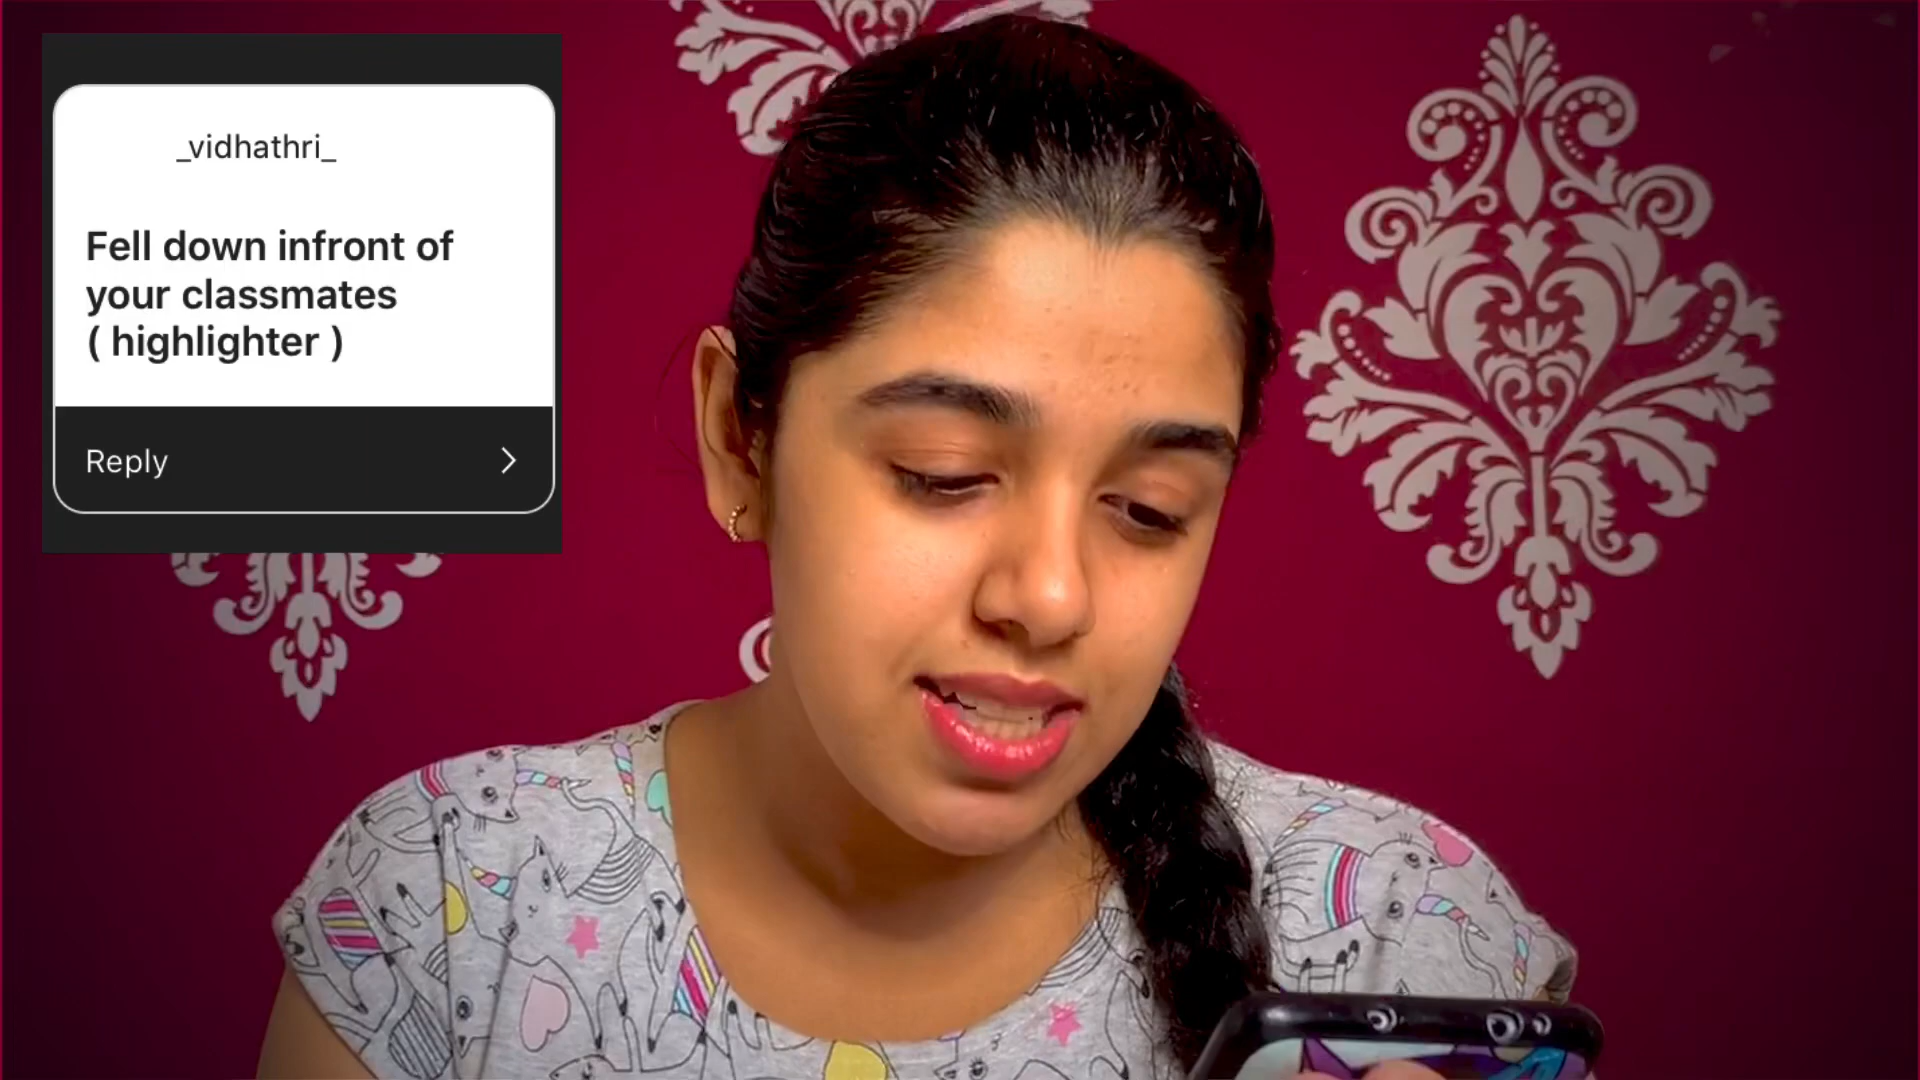 _vidhathri_
Fell down infront of
your classmates
( highlighter )
Reply